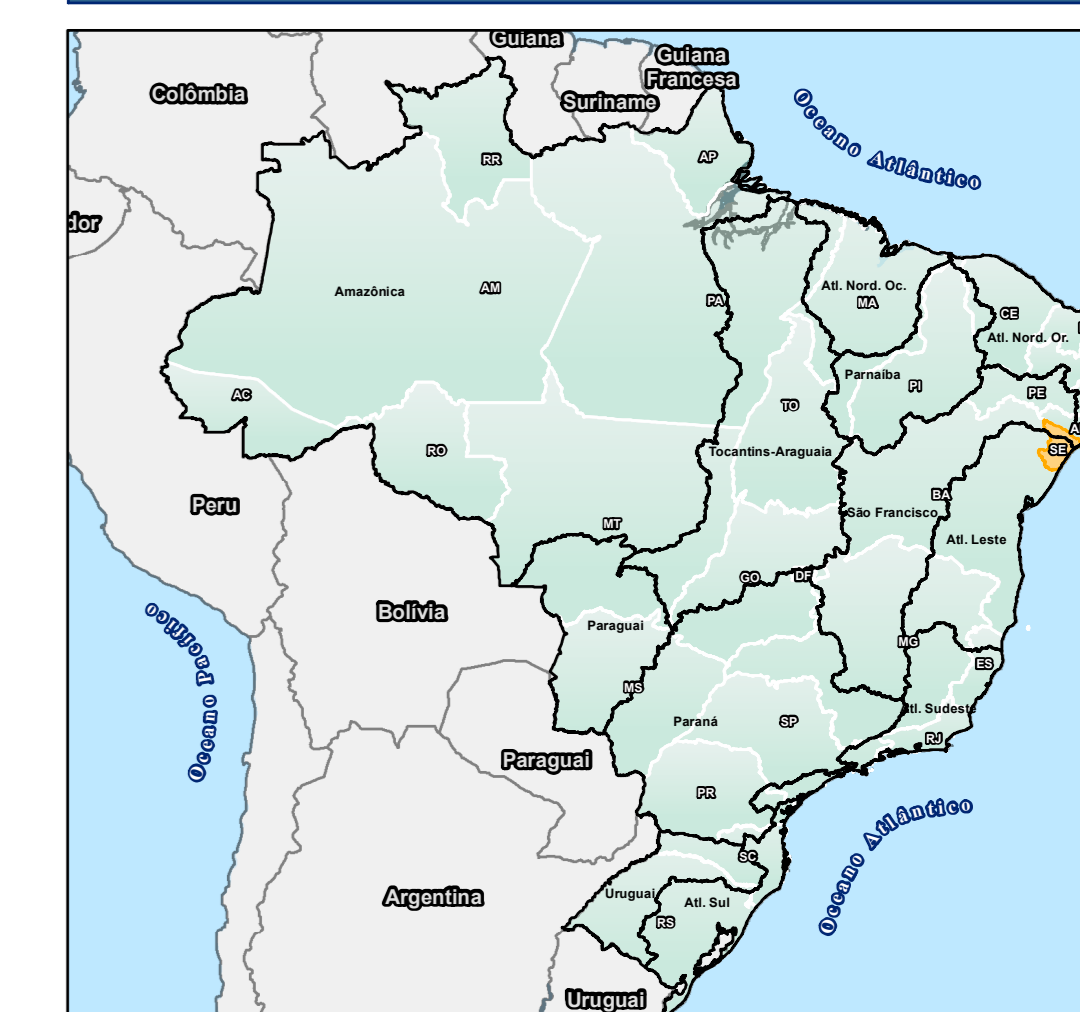 Guiana
Guiana
Francesa
Colômbia
Suriname
Oceano Atlântico
RR
AP
dor
Amazônica
AM
PA
Atl. Nord. Oc.
MA
CE
Atl. Nord. Or.
Parnaíba
PI
PE
AC
TO
RO
Tocantins-Araguaia
SE
BA
Peru
São Francisco
MT
Atl. Leste
GO
DF
Bolívia
Paraguai
MG
ES
Oceano Pacífico
MS
Atl. Sudeste
Paraná
SP
RJ
Paraguai
PR
Oceano Atlântico
SC
Argentina
Uruguai
Atl. Sul
RS
Uruguai